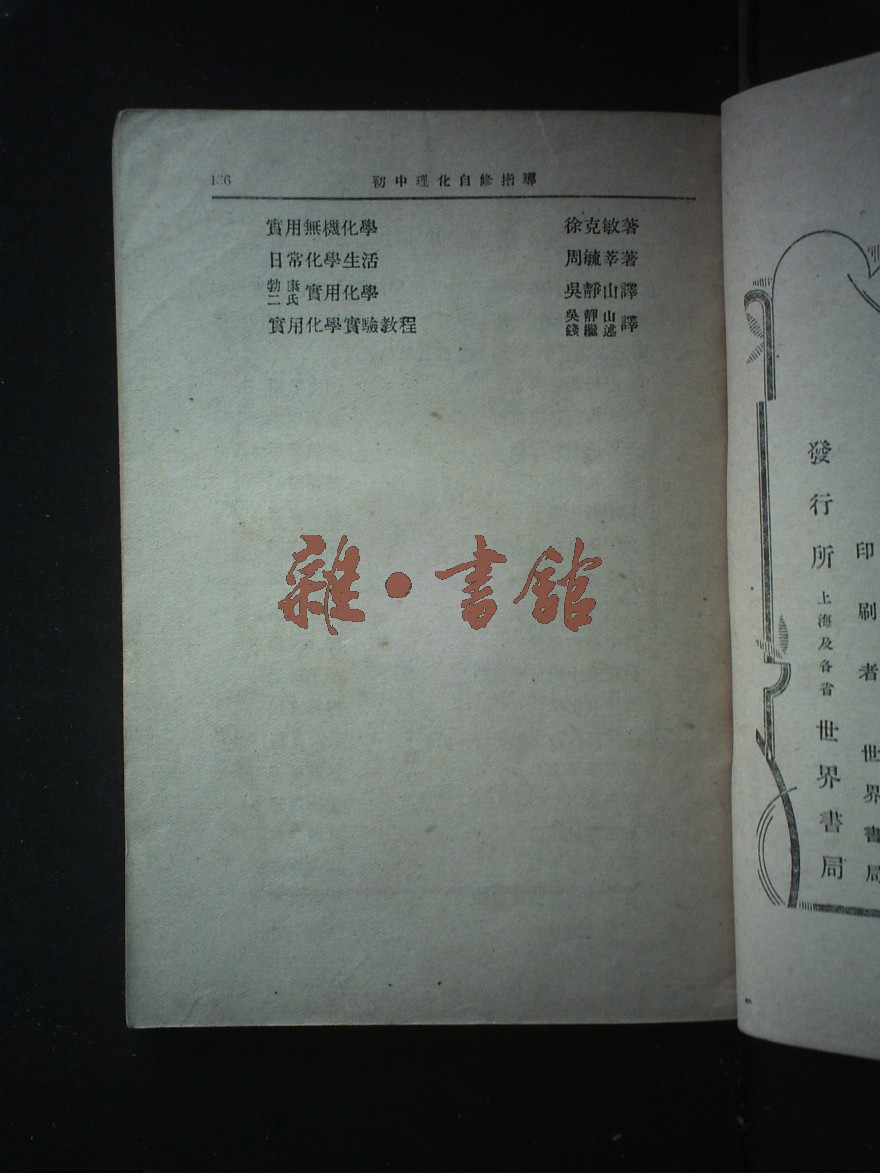 136 初中理化自修指導
實用無機化學 徐克敏著
日常化學生活 周毓莘著
勃康二氏實用化學 吳靜山譯
實用化學實驗教程 吳靜山 錢繼述 譯
雜·書館
印刷者 世界書局
發行所 上海及各省 世界書局